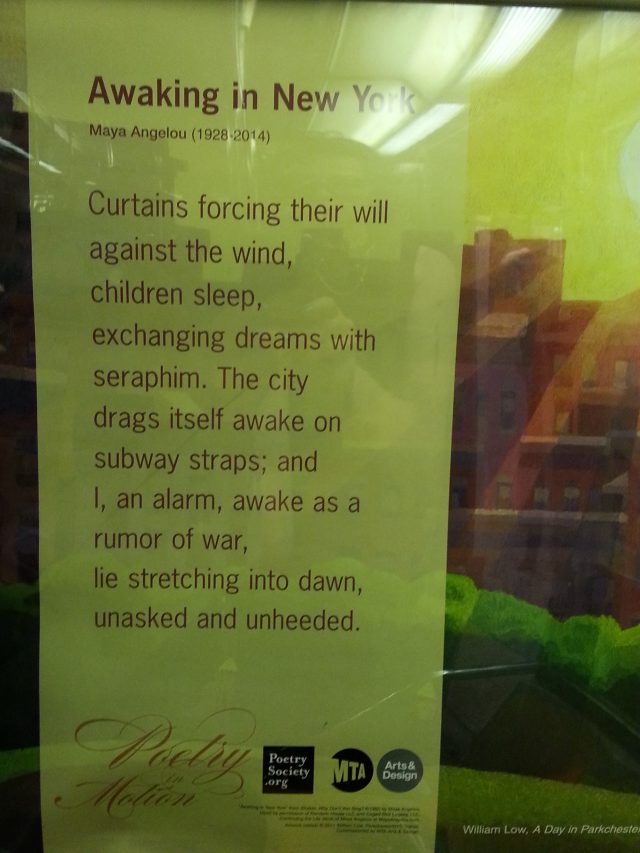 Awaking in New York
Maya Angelou (1928-2014)
Curtains forcing their will
against the wind,
children sleep,
exchanging dreams with
seraphim. The city
drags itself awake on
subway straps; and
I, an alarm, awake as a
rumor of war,
lie stretching into dawn,
unasked and unheeded.
Poetry
in
Motion
Poetry
Society
.org
MTA
Arts &
Design
William Low, A Day in Parkchester